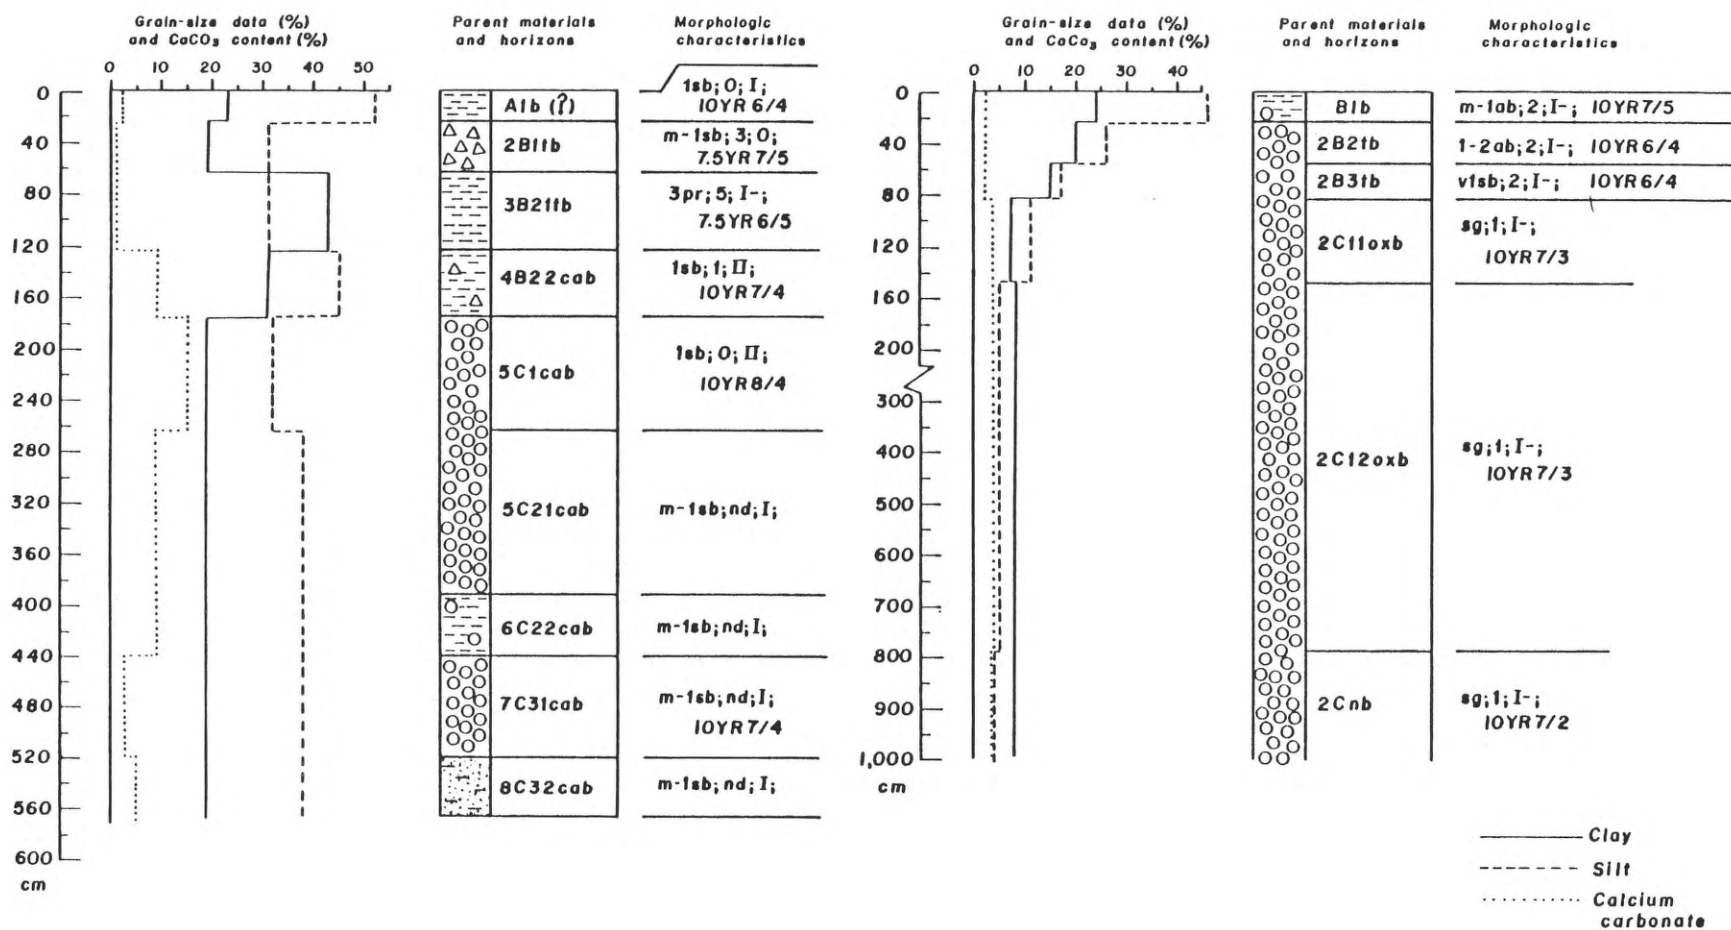 Grain-size data (%)
and CaCO₃ content (%)
0 10 20 30 40 50
0
40
80
120
160
200
240
280
320
360
400
440
480
520
560
600
cm
Parent materials
and horizons
A1b (?)
2B1tb
3B21tb
4B22cab
5C1cab
5C21cab
6C22cab
7C31cab
8C32cab
Morphologic
characteristics
1sb; 0; I;
10YR 6/4
m-1sb; 3; 0;
7.5YR 7/5
3pr; 5; I-;
7.5YR 6/5
1sb; 1; II;
10YR 7/4
1sb; 0; II;
10YR 8/4
m-1sb; nd; I;
m-1sb; nd; I;
m-1sb; nd; I;
10YR 7/4
m-1sb; nd; I;
Grain-size data (%)
and CaCo₃ content (%)
0 10 20 30 40
0
40
80
120
160
200
300
400
500
600
700
800
900
1,000
cm
Parent materials
and horizons
B1b
2B2tb
2B3tb
2C11oxb
2C12oxb
2Cnb
Morphologic
characteristics
m-1ab; 2; I-; 10YR 7/5
1-2ab; 2; I-; 10YR 6/4
v1sb; 2; I-; 10YR 6/4
sg; 1; I-;
10YR 7/3
sg; 1; I-;
10YR 7/3
sg; 1; I-;
10YR 7/2
Clay
Silt
Calcium
carbonate